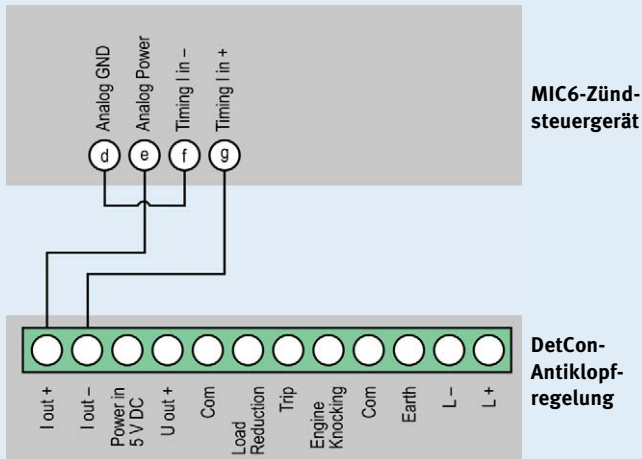 Analog GND
Analog Power
Timing I in –
Timing I in +
MIC6-Zünd-
steuergerät
d
e
f
g
DetCon-
Antiklopf-
regelung
I out +
I out –
Power in
5 V DC
U out +
Com
Load
Reduction
Trip
Engine
Knocking
Com
Earth
L –
L +